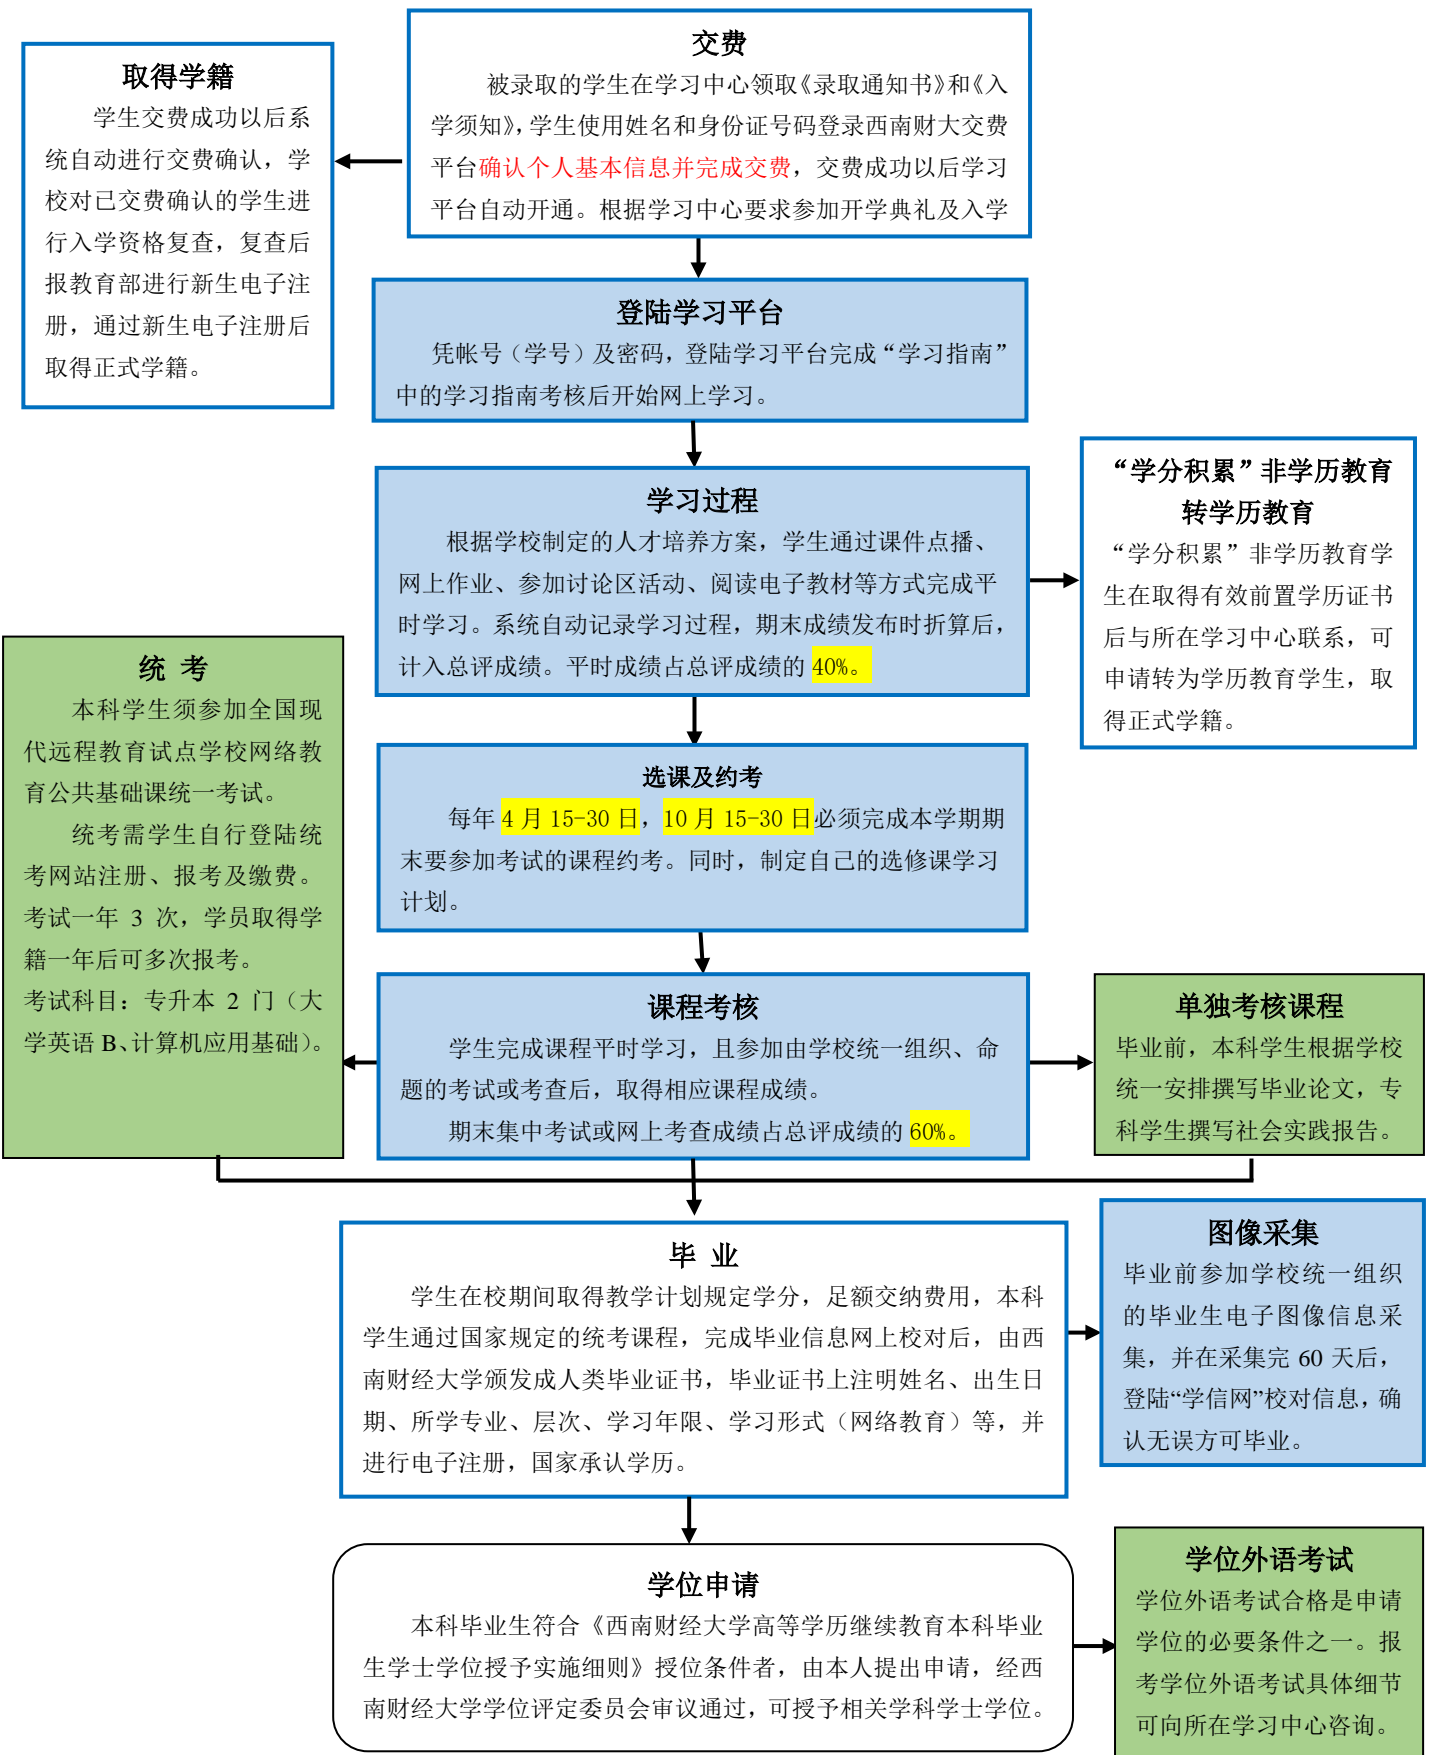 交费
被录取的学生在学习中心领取《录取通知书》和《入
学须知》，学生使用姓名和身份证号码登录西南财大交费
平台确认个人基本信息并完成交费，交费成功以后学习
平台自动开通。根据学习中心要求参加开学典礼及入学
取得学籍
学生交费成功以后系
统自动进行交费确认，学
校对已交费确认的学生进
行入学资格复查，复查后
报教育部进行新生电子注
册，通过新生电子注册后
取得正式学籍。
登陆学习平台
凭帐号（学号）及密码，登陆学习平台完成“学习指南”
中的学习指南考核后开始网上学习。
学习过程
根据学校制定的人才培养方案，学生通过课件点播、
网上作业、参加讨论区活动、阅读电子教材等方式完成平
时学习。系统自动记录学习过程，期末成绩发布时折算后，
计入总评成绩。平时成绩占总评成绩的 40%。
“学分积累”非学历教育
转学历教育
“学分积累”非学历教育学
生在取得有效前置学历证书
后与所在学习中心联系，可
申请转为学历教育学生，取
得正式学籍。
统 考
本科学生须参加全国现
代远程教育试点学校网络教
育公共基础课统一考试。
统考需学生自行登陆统
考网站注册、报考及缴费。
考试一年 3 次，学员取得学
籍一年后可多次报考。
考试科目：专升本 2 门（大
学英语 B、计算机应用基础）。
选课及约考
每年 4 月 15-30 日，10 月 15-30 日必须完成本学期期
末要参加考试的课程约考。同时，制定自己的选修课学习
计划。
课程考核
学生完成课程平时学习，且参加由学校统一组织、命
题的考试或考查后，取得相应课程成绩。
期末集中考试或网上考查成绩占总评成绩的 60%。
单独考核课程
毕业前，本科学生根据学校
统一安排撰写毕业论文，专
科学生撰写社会实践报告。
毕 业
学生在校期间取得教学计划规定学分，足额交纳费用，本科
学生通过国家规定的统考课程，完成毕业信息网上校对后，由西
南财经大学颁发成人类毕业证书，毕业证书上注明姓名、出生日
期、所学专业、层次、学习年限、学习形式（网络教育）等，并
进行电子注册，国家承认学历。
图像采集
毕业前参加学校统一组织
的毕业生电子图像信息采
集，并在采集完 60 天后，
登陆“学信网”校对信息，确
认无误方可毕业。
学位申请
本科毕业生符合《西南财经大学高等学历继续教育本科毕业
生学士学位授予实施细则》授位条件者，由本人提出申请，经西
南财经大学学位评定委员会审议通过，可授予相关学科学士学位。
学位外语考试
学位外语考试合格是申请
学位的必要条件之一。报
考学位外语考试具体细节
可向所在学习中心咨询。